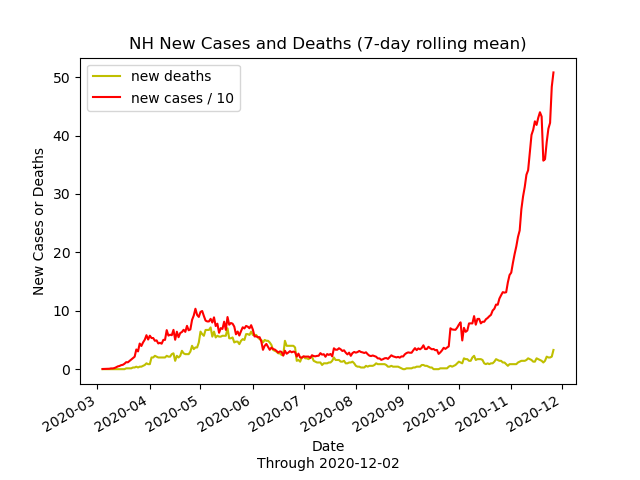 NH New Cases and Deaths (7-day rolling mean)
new deaths
new cases / 10
New Cases or Deaths
50
40
30
20
10
0
2020-03
2020-04
2020-05
2020-06
2020-07
2020-08
2020-09
2020-10
2020-11
2020-12
Date
Through 2020-12-02